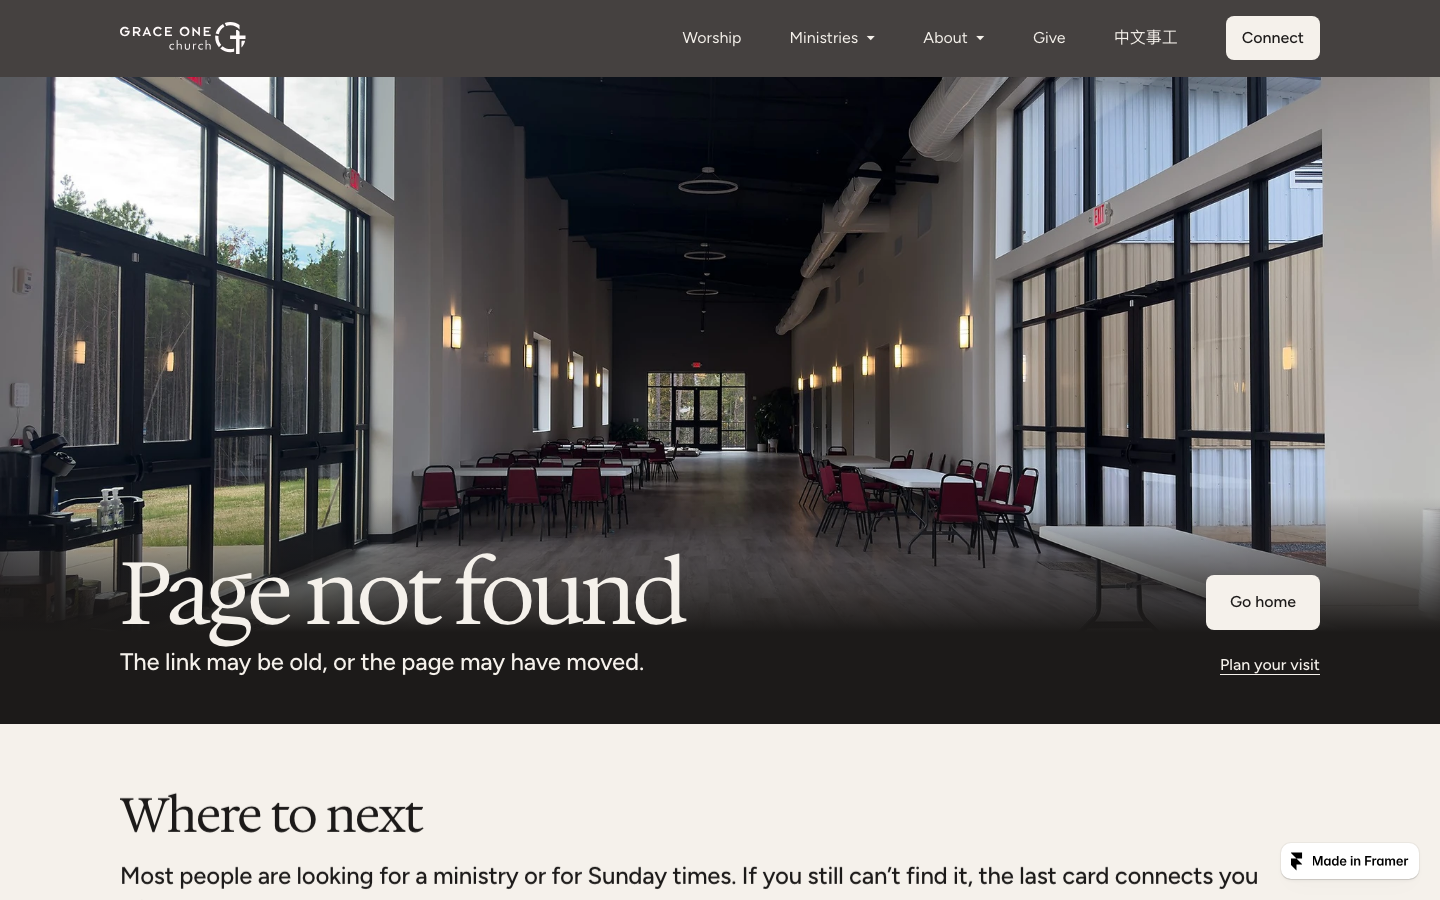 GRACE ONE
church
Worship
Ministries
About
Give
中文事工
Connect
EXIT
Page not found
Go home
The link may be old, or the page may have moved.
Plan your visit
Where to next
Made in Framer
Most people are looking for a ministry or for Sunday times. If you still can’t find it, the last card connects you